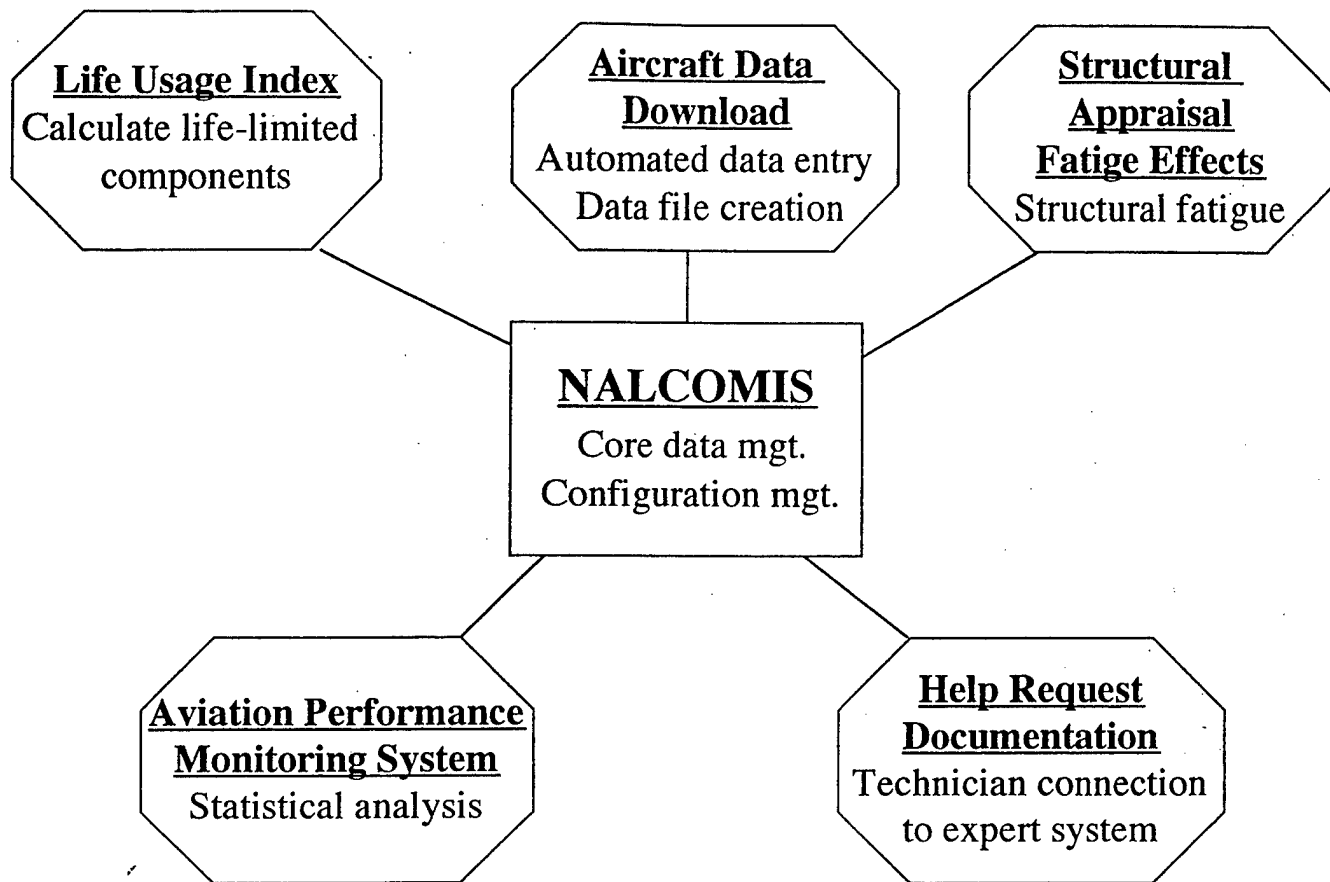 Life Usage Index
Calculate life-limited
components
Aircraft Data
Download
Automated data entry
Data file creation
Structural
Appraisal
Fatige Effects
Structural fatigue
NALCOMIS
Core data mgt.
Configuration mgt.
Aviation Performance
Monitoring System
Statistical analysis
Help Request
Documentation
Technician connection
to expert system